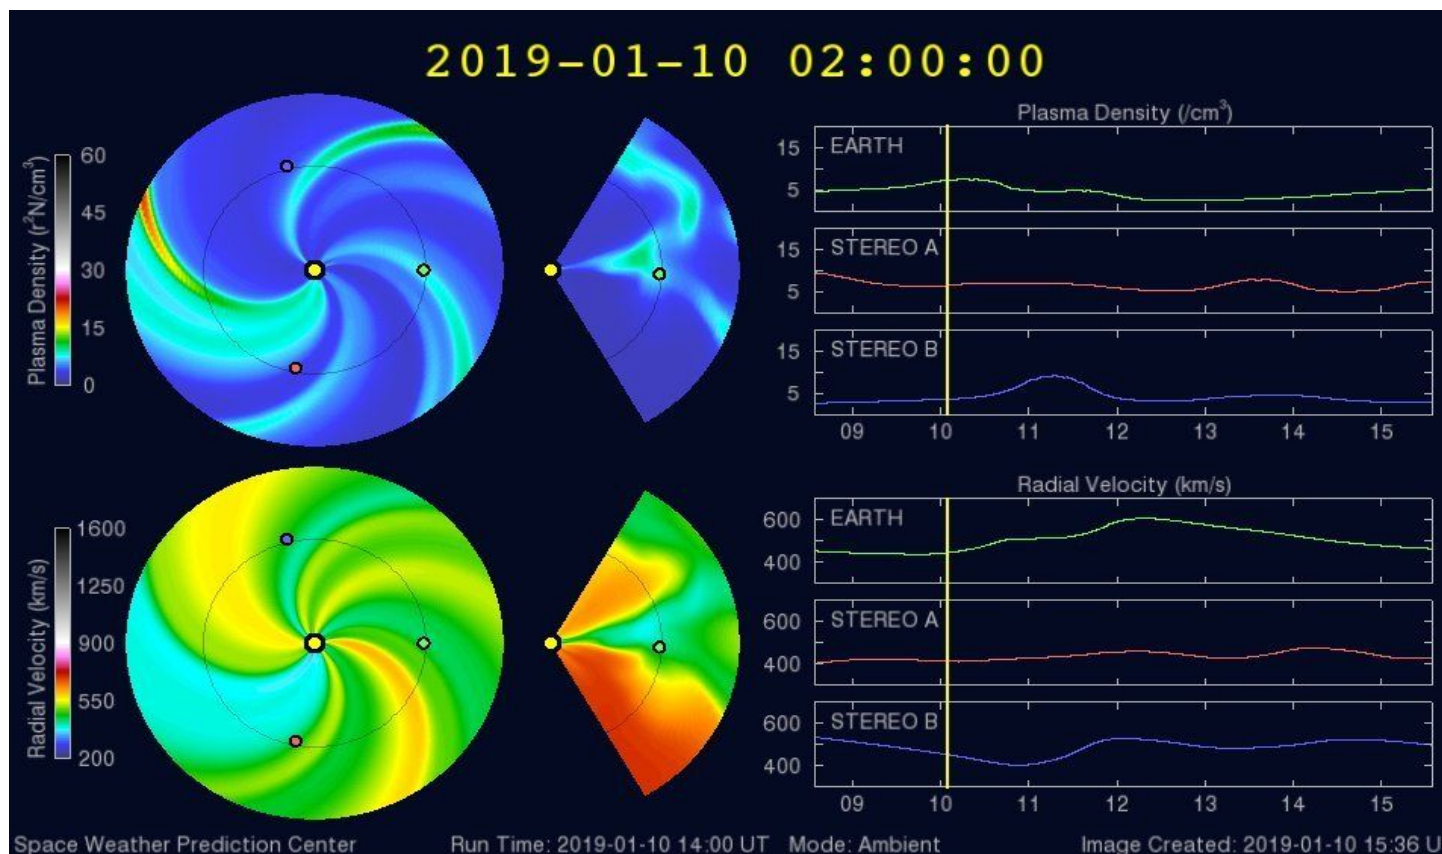 2019-01-10 02:00:00
Plasma Density (r²N/cm³)
60
45
30
15
0
Plasma Density (/cm³)
EARTH
15
5
STEREO A
15
5
STEREO B
15
5
09 10 11 12 13 14 15
Radial Velocity (km/s)
1600
1250
900
550
200
Radial Velocity (km/s)
EARTH
600
400
STEREO A
600
400
STEREO B
600
400
09 10 11 12 13 14 15
Space Weather Prediction Center Run Time: 2019-01-10 14:00 UT Mode: Ambient Image Created: 2019-01-10 15:36 U